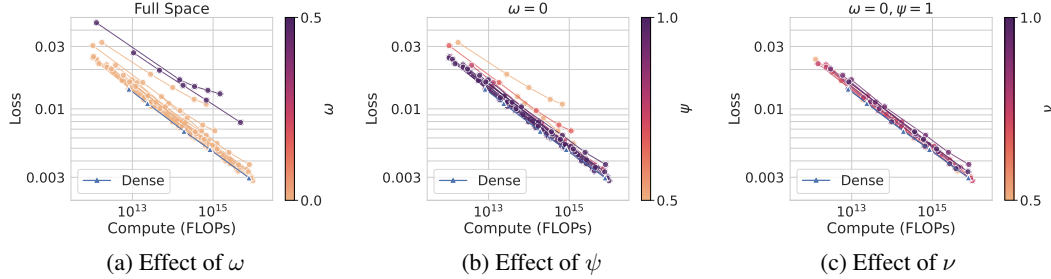 Full Space
0.03
0.01
0.003
Loss
10^13
10^15
Compute (FLOPs)
Dense
0.5
0.0
ω
(a) Effect of ω
ω=0
0.03
0.01
0.003
Loss
10^13
10^15
Compute (FLOPs)
Dense
1.0
0.5
ψ
(b) Effect of ψ
ω=0, ψ=1
0.03
0.01
0.003
Loss
10^13
10^15
Compute (FLOPs)
Dense
1.0
0.5
ν
(c) Effect of ν